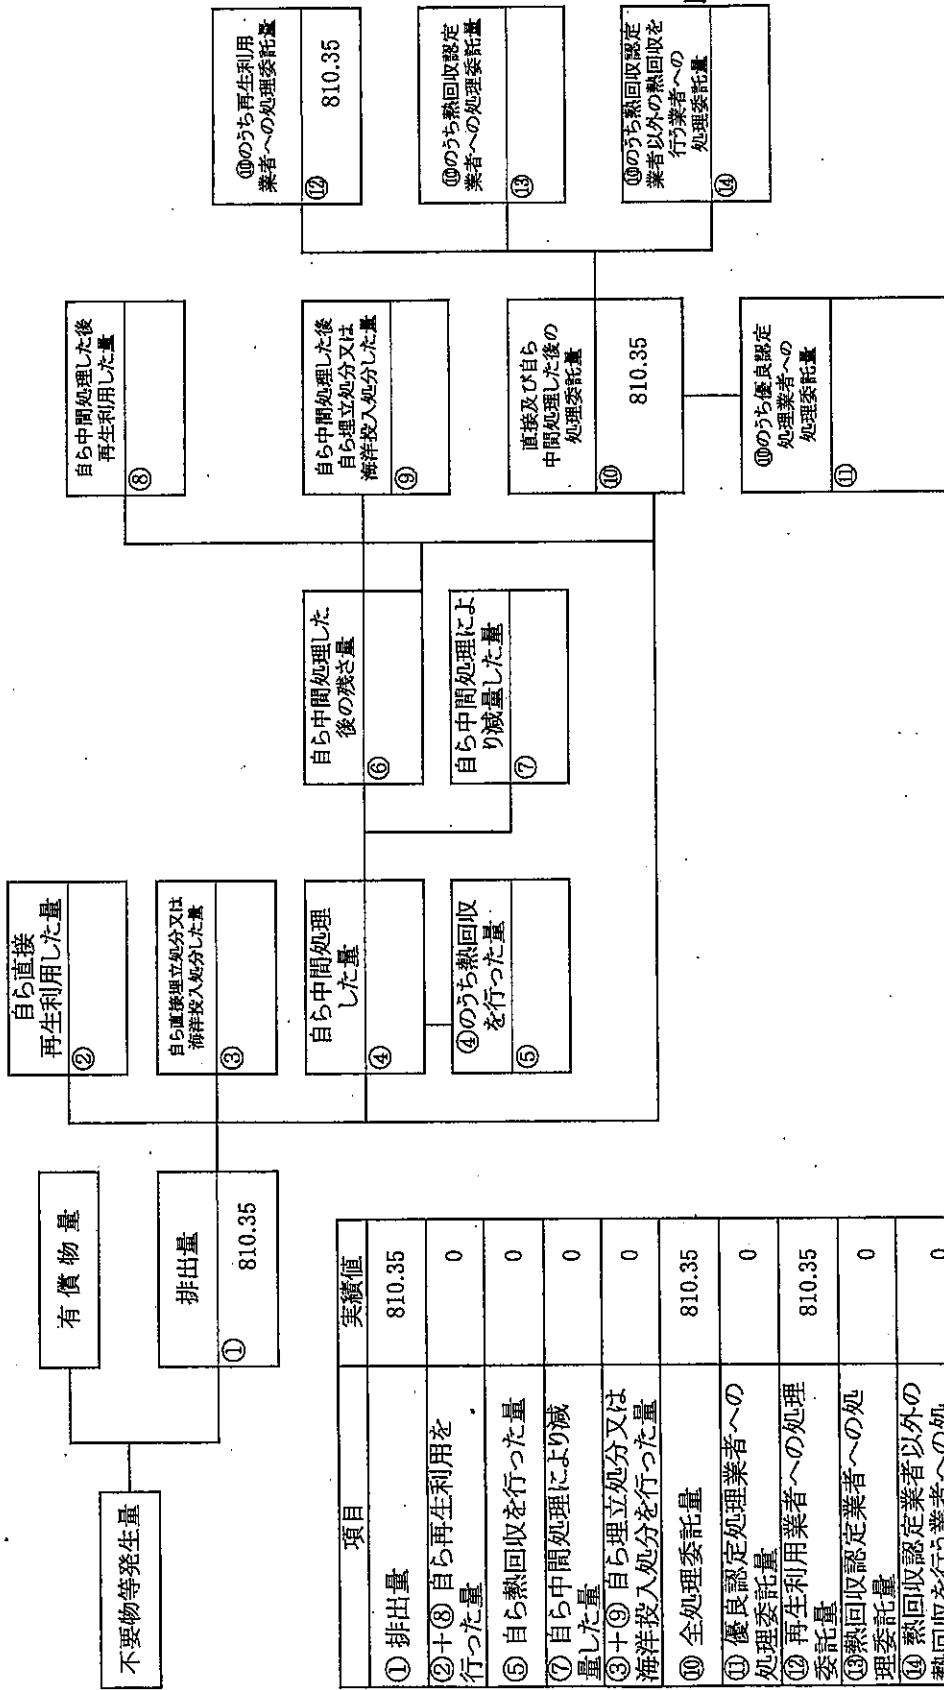 不要物等発生量
有償物量
排出量
①
810.35
自ら直接
再生利用した量
②
自ら直接埋立処分又は
海洋投入処分した量
③
自ら中間処理
した量
④
④のうち熱回収
を行った量
⑤
自ら中間処理した
後の残さ量
⑥
自ら中間処理によ
り減量した量
⑦
自ら中間処理した後
再生利用した量
⑧
自ら中間処理した後
自ら埋立処分又は
海洋投入処分した量
⑨
直接及び自ら
中間処理した後の
処理委託量
⑩
810.35
⑩のうち優良認定
処理業者への
処理委託量
⑪
⑩のうち再生利用
業者への処理委託量
⑫
810.35
⑩のうち熱回収認定
業者への処理委託量
⑬
⑩のうち熱回収認定
業者以外の熱回収を
行う業者への
処理委託量
⑭
項目 実績値
① 排出量 810.35
②+⑧ 自ら再生利用を
行った量 0
⑤ 自ら熱回収を行った量 0
⑦ 自ら中間処理により減
量した量 0
③+⑨ 自ら埋立処分又は
海洋投入処分を行った量 0
⑩ 全処理委託量 810.35
⑪ 優良認定処理業者への
処理委託量 0
⑫ 再生利用業者への処理
委託量 810.35
⑬熱回収認定業者への処
理委託量 0
⑭ 熱回収認定業者以外の
熱回収を行う業者への処 0